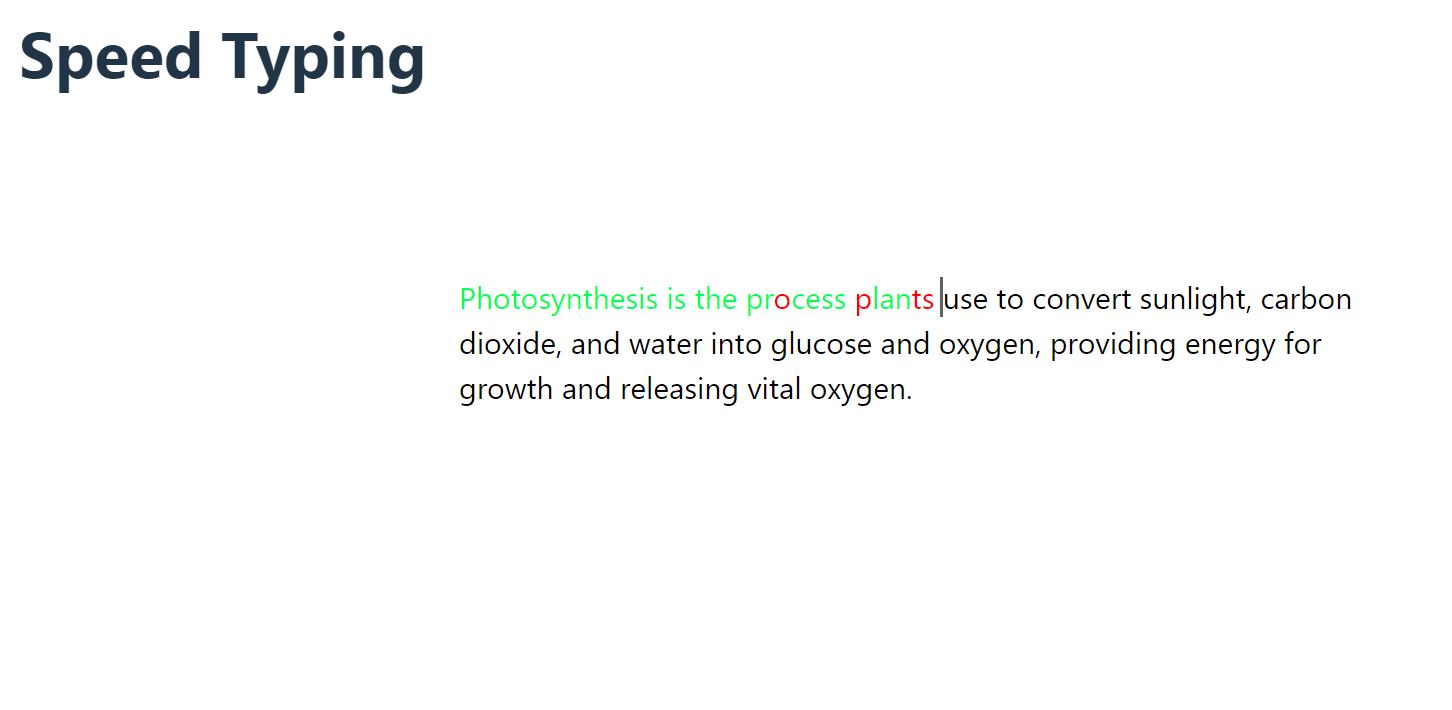 Speed Typing
Photosynthesis is the process plants use to convert sunlight, carbon
dioxide, and water into glucose and oxygen, providing energy for
growth and releasing vital oxygen.